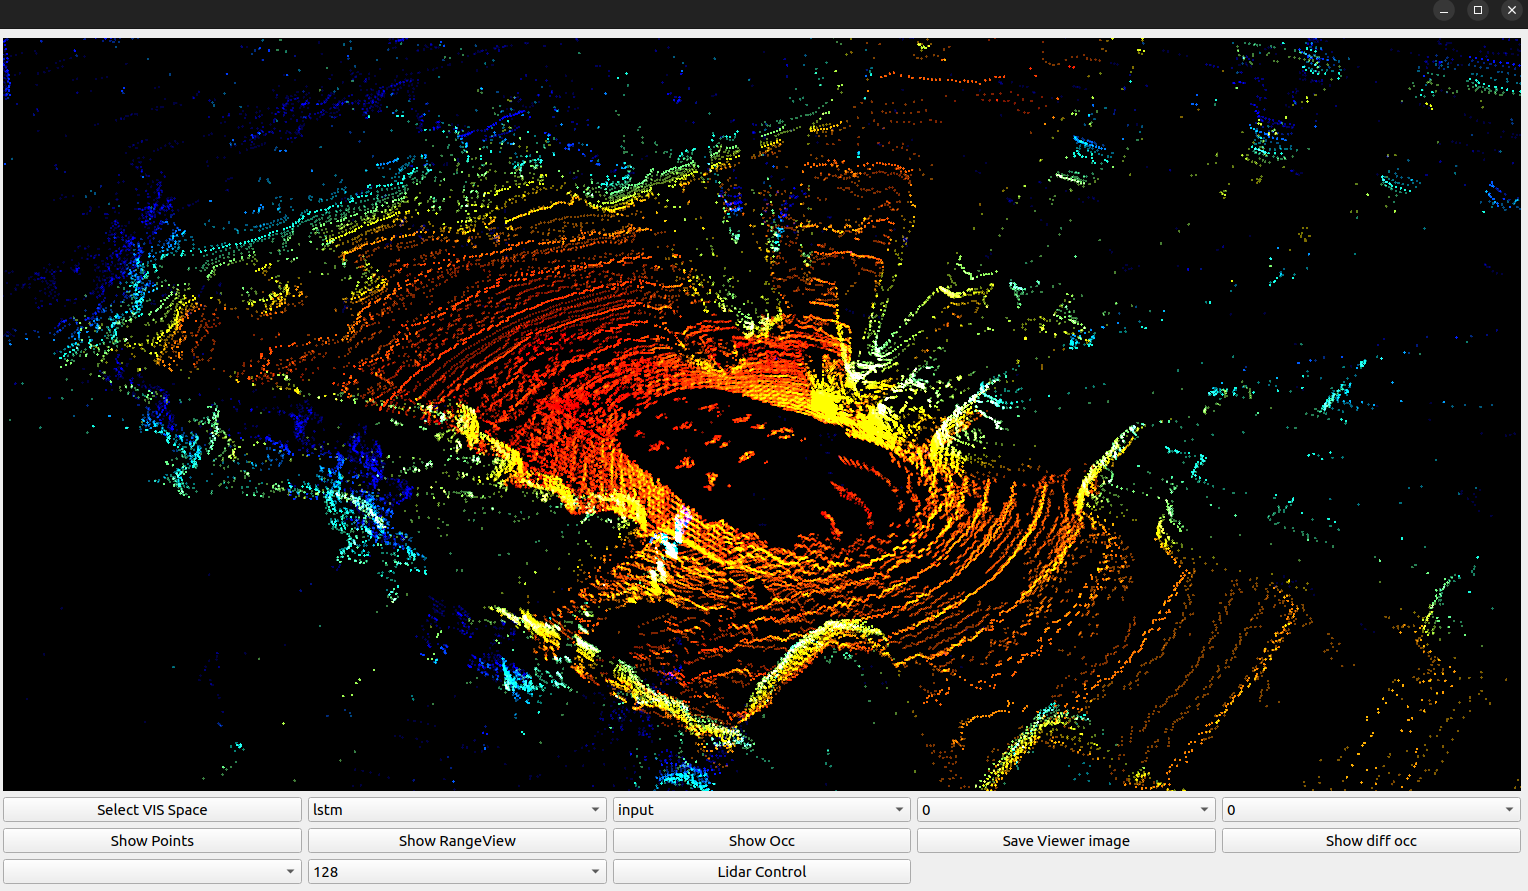 Select VIS Space
lstm
input
0
0
Show Points
Show RangeView
Show Occ
Save Viewer image
Show diff occ
128
Lidar Control